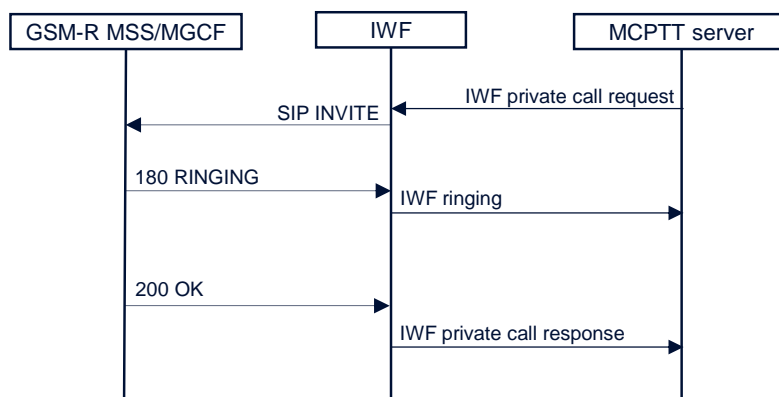 GSM-R MSS/MGCF
IWF
MCPTT server
IWF private call request
SIP INVITE
180 RINGING
IWF ringing
200 OK
IWF private call response